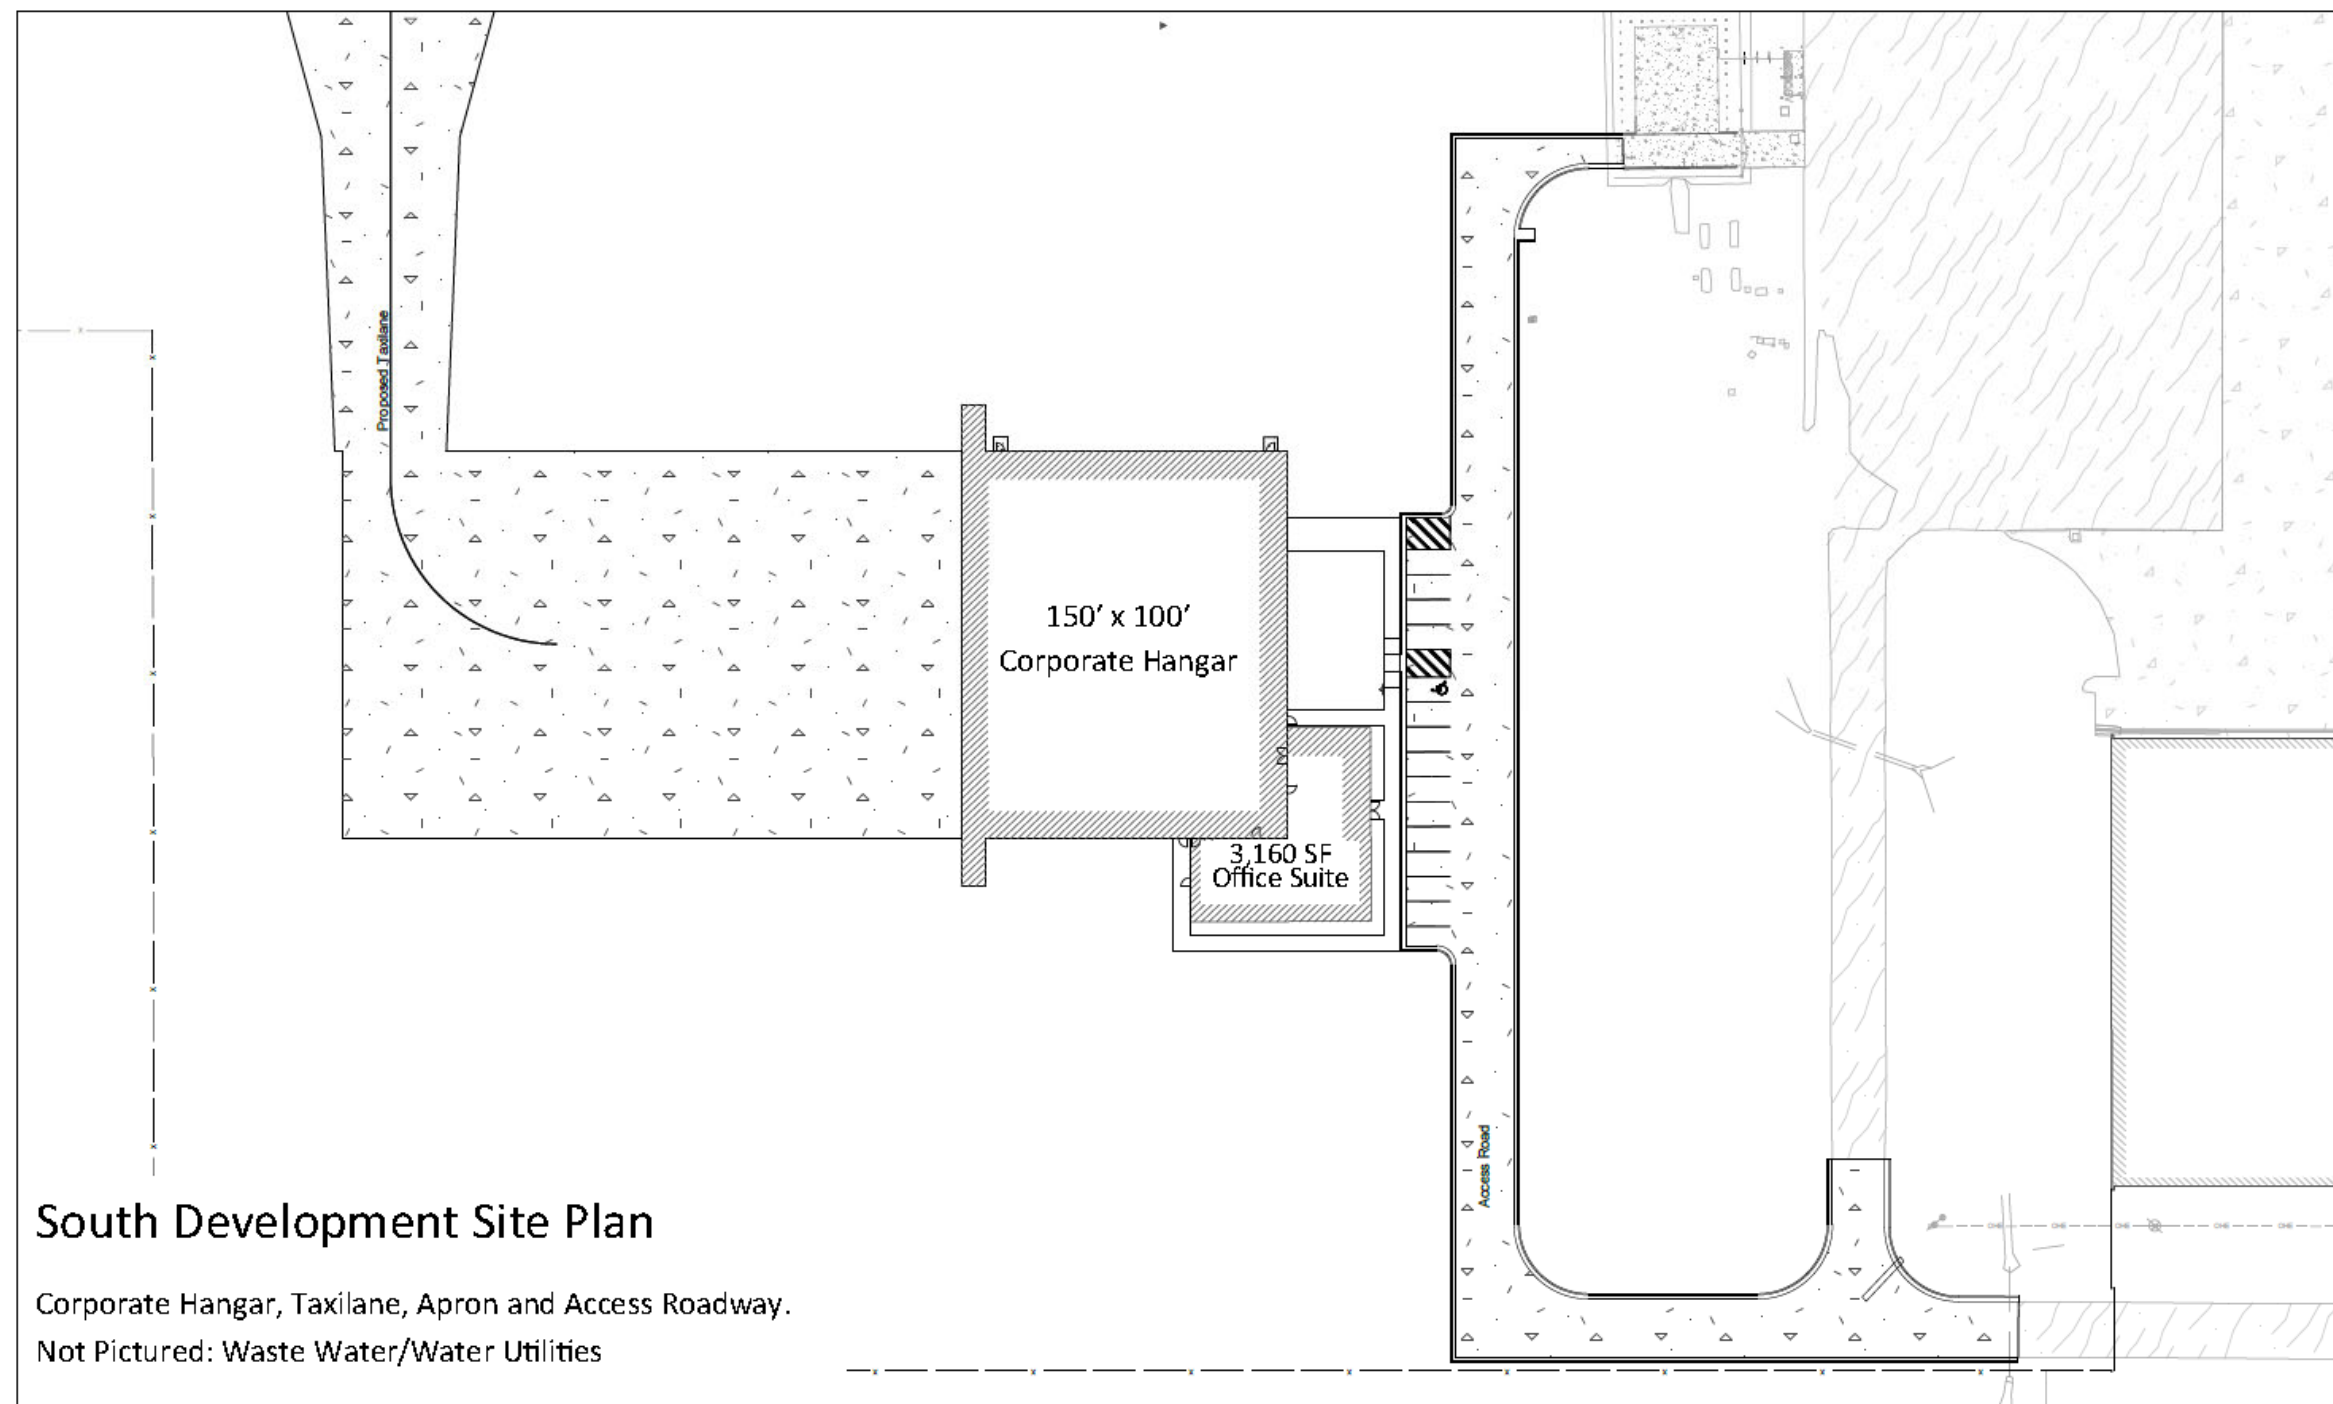 Proposed Taxilane
150’ x 100’
Corporate Hangar
3,160 SF
Office Suite
Access Road
South Development Site Plan
Corporate Hangar, Taxilane, Apron and Access Roadway.
Not Pictured: Waste Water/Water Utilities